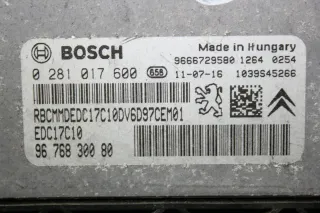 BOSCH
Made in Hungary
9666729580 1264 0254
0 281 017 600 658 11-07-16 1039S45266
RBCMMDEDC17C10DV6D97CEM01
EDC17C10
96 768 300 80